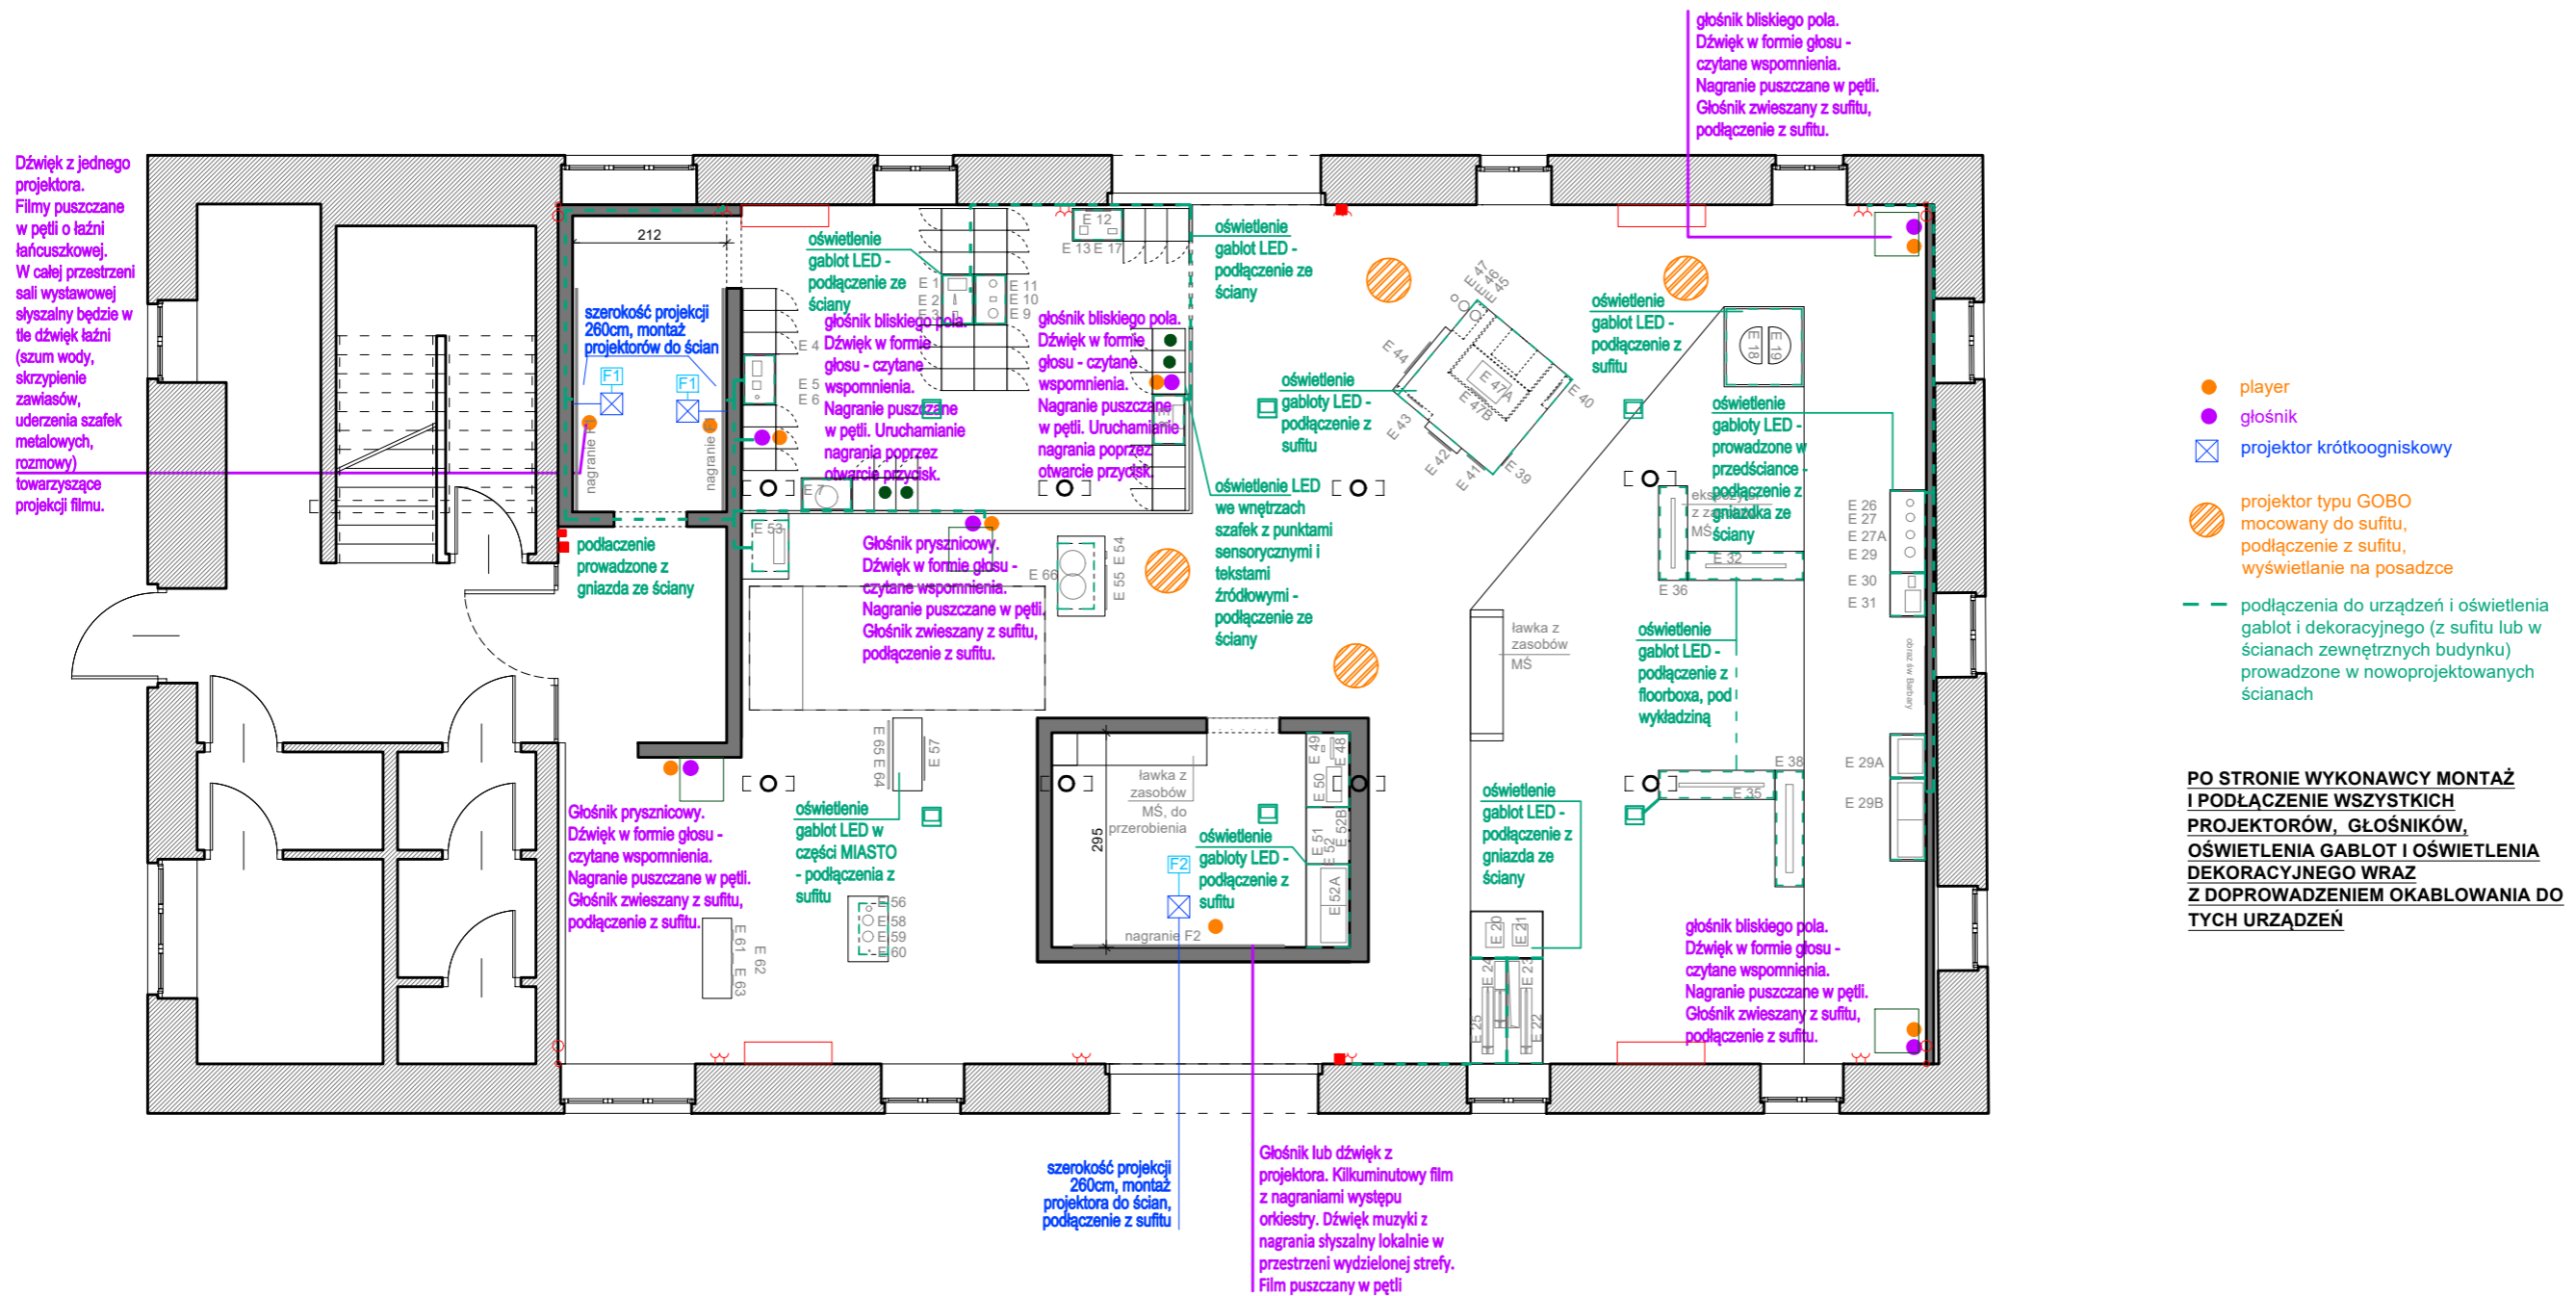 głośnik bliskiego pola.
Dźwięk w formie głosu -
czytane wspomnienia.
Nagranie puszczane w pętli.
Głośnik zwieszany z sufitu,
podłączenie z sufitu.
Dźwięk z jednego
projektora.
Filmy puszczane
w pętli o łaźni
łańcuszkowej.
W całej przestrzeni
sali wystawowej
słyszalny będzie w
tle dźwięk łaźni
(szum wody,
skrzypienie
zawiasów,
uderzenia szafek
metalowych,
rozmowy)
towarzyszące
projekcji filmu.
212
szerokość projekcji
260cm, montaż
projektorów do ścian
F1
F1
nagranie
nagranie
podłaczenie
prowadzone z
gniazda ze ściany
oświetlenie
gablot LED -
podłączenie ze
ściany
E 1
E 2
E 3
E 11
E 10
E 9
E 12
E 13 E 17
E 4
E 5
E 6
E 7
głośnik bliskiego pola.
Dźwięk w formie
głosu - czytane
wspomnienia.
Nagranie puszczane
w pętli. Uruchamianie
nagrania poprzez
otwarcie przycisk.
głośnik bliskiego pola.
Dźwięk w formie
głosu - czytane
wspomnienia.
Nagranie puszczane
w pętli. Uruchamianie
nagrania poprzez
otwarcie przycisk.
oświetlenie
gablot LED -
podłączenie ze
ściany
oświetlenie LED
we wnętrzach
szafek z punktami
sensorycznymi i
tekstami
źródłowymi -
podłączenie ze
ściany
oświetlenie
gabloty LED -
podłączenie z
sufitu
E 47
E 46
E 45
E 44
E 43
E 42
E 41
E 39
E 40
E 47A
E 47B
oświetlenie
gablot LED -
podłączenie z
sufitu
E 18
E 19
oświetlenie
gabloty LED -
prowadzone w
przedściance -
podłączenie z
gniazdka ze
ściany
MŚ
E 32
E 36
E 26
E 27
E 27A
E 29
E 30
E 31
obraz św Barbary
E 29A
E 29B
E 53
Głośnik prysznicowy.
Dźwięk w formie głosu -
czytane wspomnienia.
Nagranie puszczane w pętli.
Głośnik zwieszany z sufitu,
podłączenie z sufitu.
E 66
E 55 E 54
ławka z
zasobów
MŚ
oświetlenie
gablot LED -
podłączenie z
floorboxa, pod
wykładziną
E 38
E 35
E 65 E 64
E 57
oświetlenie
gablot LED w
części MIASTO
- podłączenia z
sufitu
Głośnik prysznicowy.
Dźwięk w formie głosu -
czytane wspomnienia.
Nagranie puszczane w pętli.
Głośnik zwieszany z sufitu,
podłączenie z sufitu.
E 56
E 58
E 59
E 60
E 61
E 62
E 63
295
ławka z
zasobów
MŚ, do
przerobienia
F2
nagranie F2
oświetlenie
gabloty LED -
podłączenie z
sufitu
E 49
E 48
E 50
E 51
E 52
E 52B
E 52A
oświetlenie
gablot LED -
podłączenie z
gniazda ze
ściany
E 20
E 21
E 24
E 23
E 25
E 22
głośnik bliskiego pola.
Dźwięk w formie głosu -
czytane wspomnienia.
Nagranie puszczane w pętli.
Głośnik zwieszany z sufitu,
podłączenie z sufitu.
szerokość projekcji
260cm, montaż
projektora do ścian,
podłączenie z sufitu
Głośnik lub dźwięk z
projektora. Kilkuminutowy film
z nagraniami występu
orkiestry. Dźwięk muzyki z
nagrania słyszalny lokalnie w
przestrzeni wydzielonej strefy.
Film puszczany w pętli
player
głośnik
projektor krótkoogniskowy
projektor typu GOBO
mocowany do sufitu,
podłączenie z sufitu,
wyświetlanie na posadzce
podłączenia do urządzeń i oświetlenia
gablot i dekoracyjnego (z sufitu lub w
ścianach zewnętrznych budynku)
prowadzone w nowoprojektowanych
ścianach
PO STRONIE WYKONAWCY MONTAŻ
I PODŁĄCZENIE WSZYSTKICH
PROJEKTORÓW, GŁOŚNIKÓW,
OŚWIETLENIA GABLOT I OŚWIETLENIA
DEKORACYJNEGO WRAZ
Z DOPROWADZENIEM OKABLOWANIA DO
TYCH URZĄDZEŃ